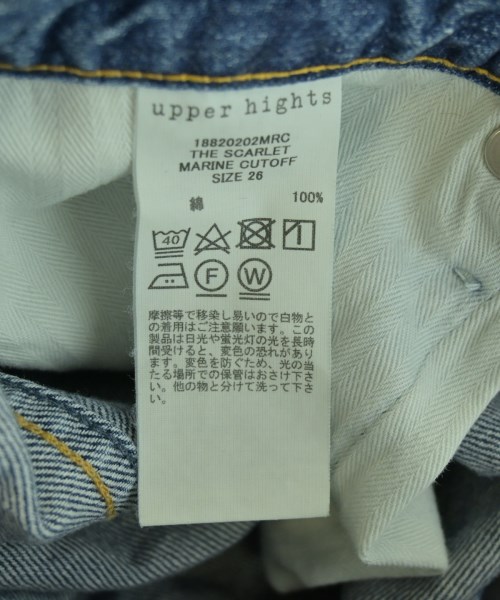 upper hights
18820202MRC
THE SCARLET
MARINE CUTOFF
SIZE 26
綿 100%
40
F W
摩擦等で移染し易いので白物と
の着用はご注意願います。この
製品は日光や蛍光灯の光を長時
間受けると、変色の恐れがあり
ます。変色を防ぐため、光の当
たる場所での保管はおさけ下さ
い。他の物と分けて洗って下さ
い。